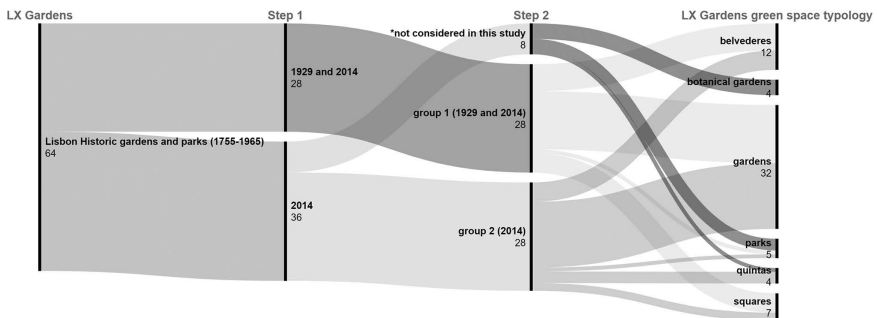 LX Gardens
Step 1
Step 2
LX Gardens green space typology
Lisbon Historic gardens and parks (1755-1965)
64
1929 and 2014
28
2014
36
*not considered in this study
8
group 1 (1929 and 2014)
28
group 2 (2014)
28
belvederes
12
botanical gardens
4
gardens
32
parks
5
quintas
4
squares
7